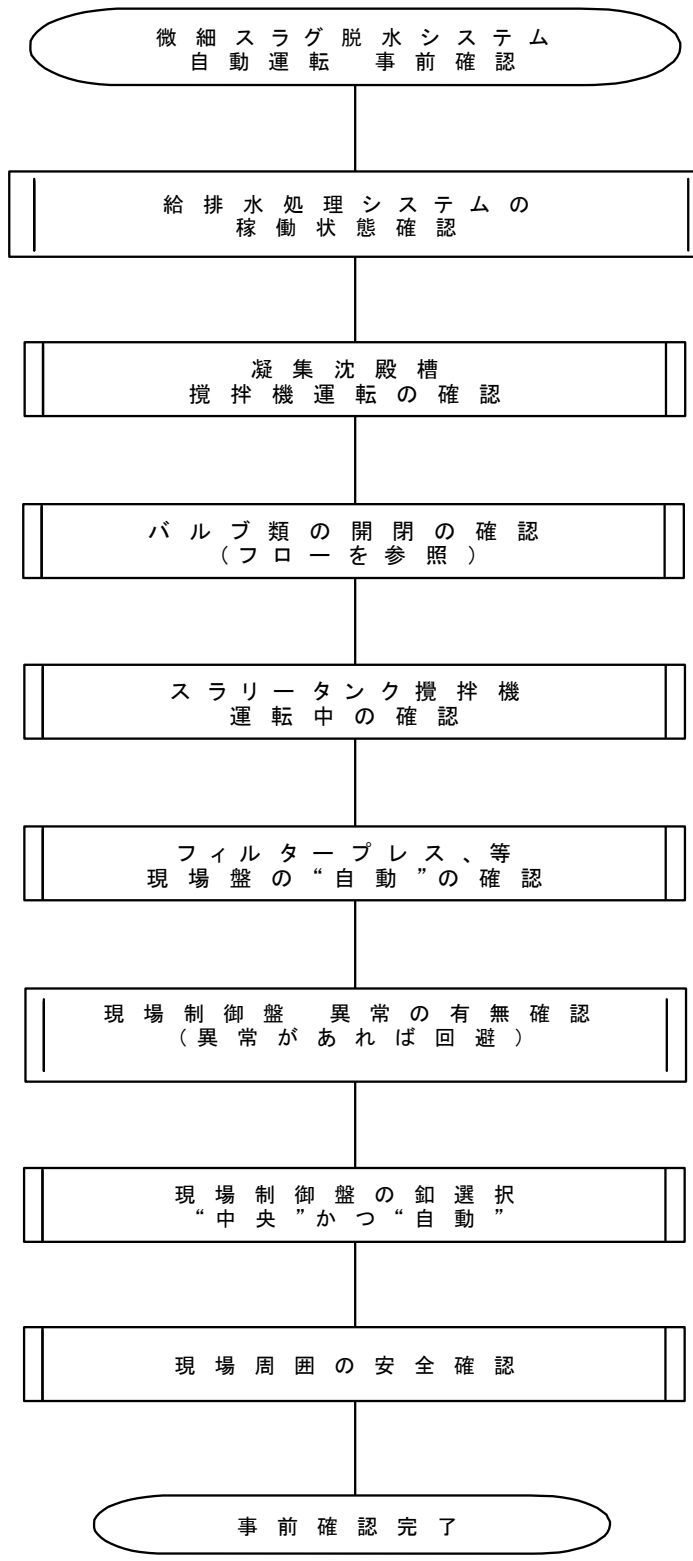 微細スラグ脱水システム
自動運転　事前確認
給排水処理システムの
稼働状態確認
凝集沈殿槽
撹拌機運転の確認
バルブ類の開閉の確認
（フローを参照）
スラリータンク攪拌機
運転中の確認
フィルタープレス、等
現場盤の“自動”の確認
現場制御盤　異常の有無確認
（異常があれば回避）
現場制御盤の釦選択
“中央”かつ“自動”
現場周囲の安全確認
事前確認完了